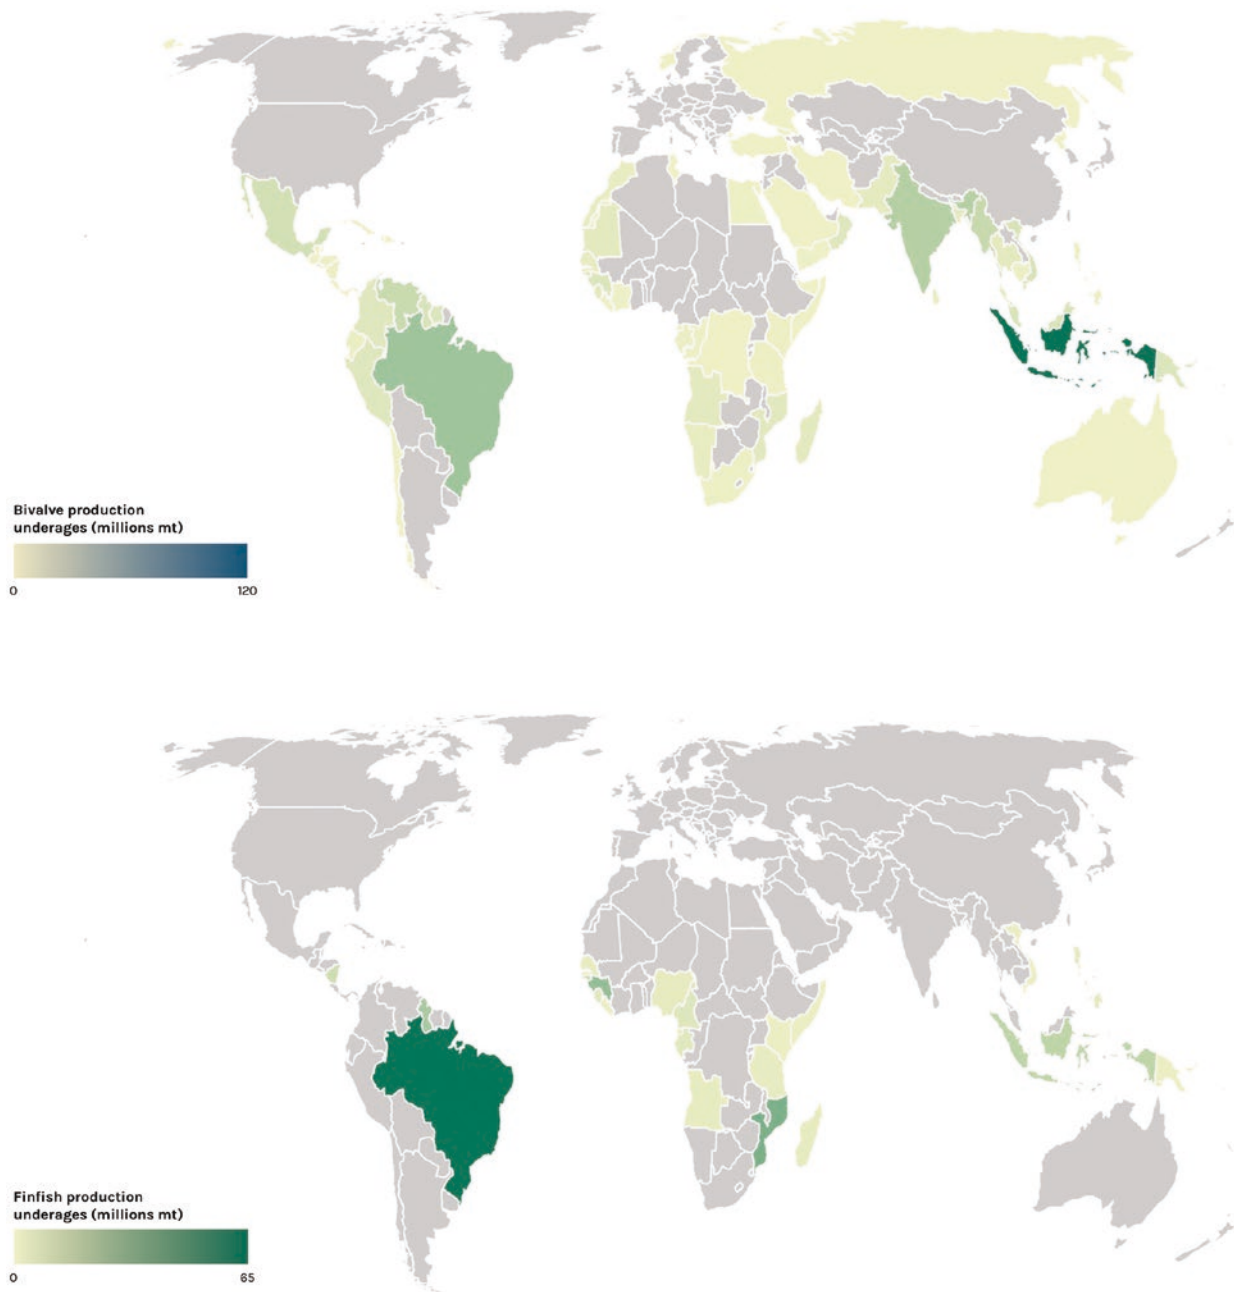 Bivalve production
underages (millions mt)
0 120
Finfish production
underages (millions mt)
0 65